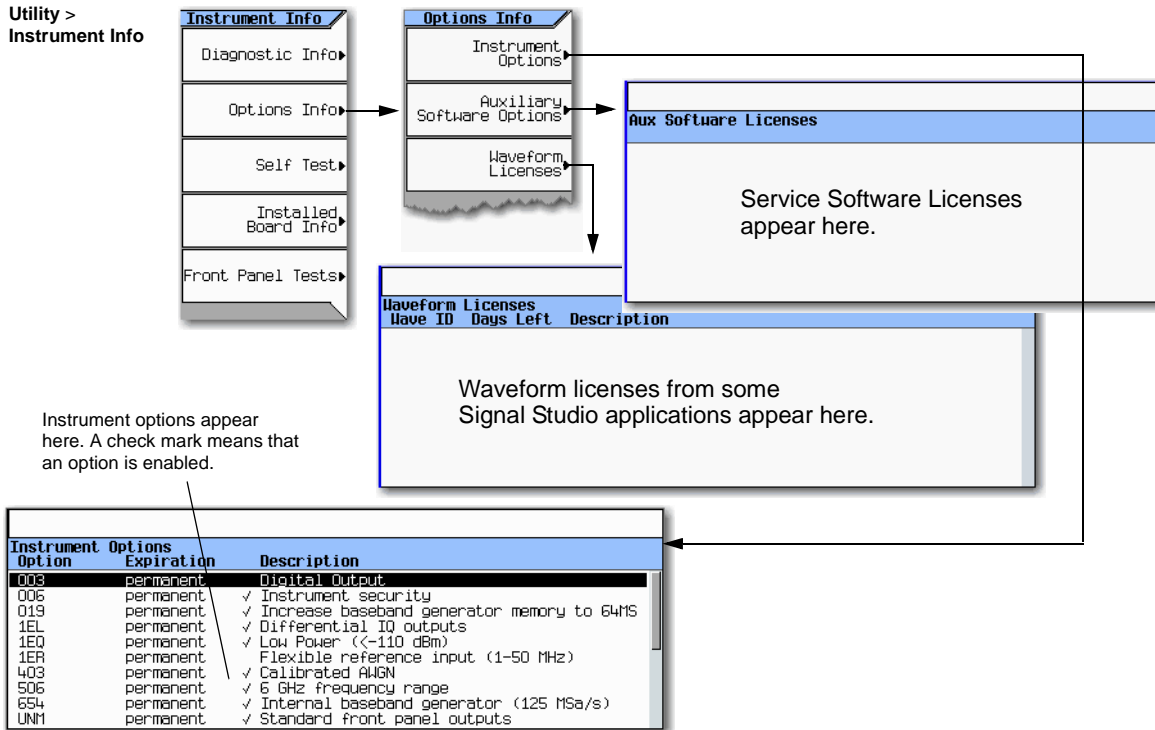 Utility >
Instrument Info
Instrument Info
Diagnostic Info
Options Info
Self Test
Installed
Board Info
Front Panel Tests
Options Info
Instrument
Options
Auxiliary
Software Options
Waveform
Licenses
Aux Software Licenses
Service Software Licenses
appear here.
Waveform Licenses
Wave ID Days Left Description
Waveform licenses from some
Signal Studio applications appear here.
Instrument options appear
here. A check mark means that
an option is enabled.
Instrument Options
Option Expiration Description
003 permanent Digital Output
006 permanent ✓ Instrument security
019 permanent ✓ Increase baseband generator memory to 64MS
1EL permanent ✓ Differential IQ outputs
1EQ permanent ✓ Low Power (<-110 dBm)
1ER permanent Flexible reference input (1-50 MHz)
403 permanent ✓ Calibrated AWGN
506 permanent ✓ 6 GHz frequency range
654 permanent ✓ Internal baseband generator (125 MSa/s)
UNM permanent ✓ Standard front panel outputs